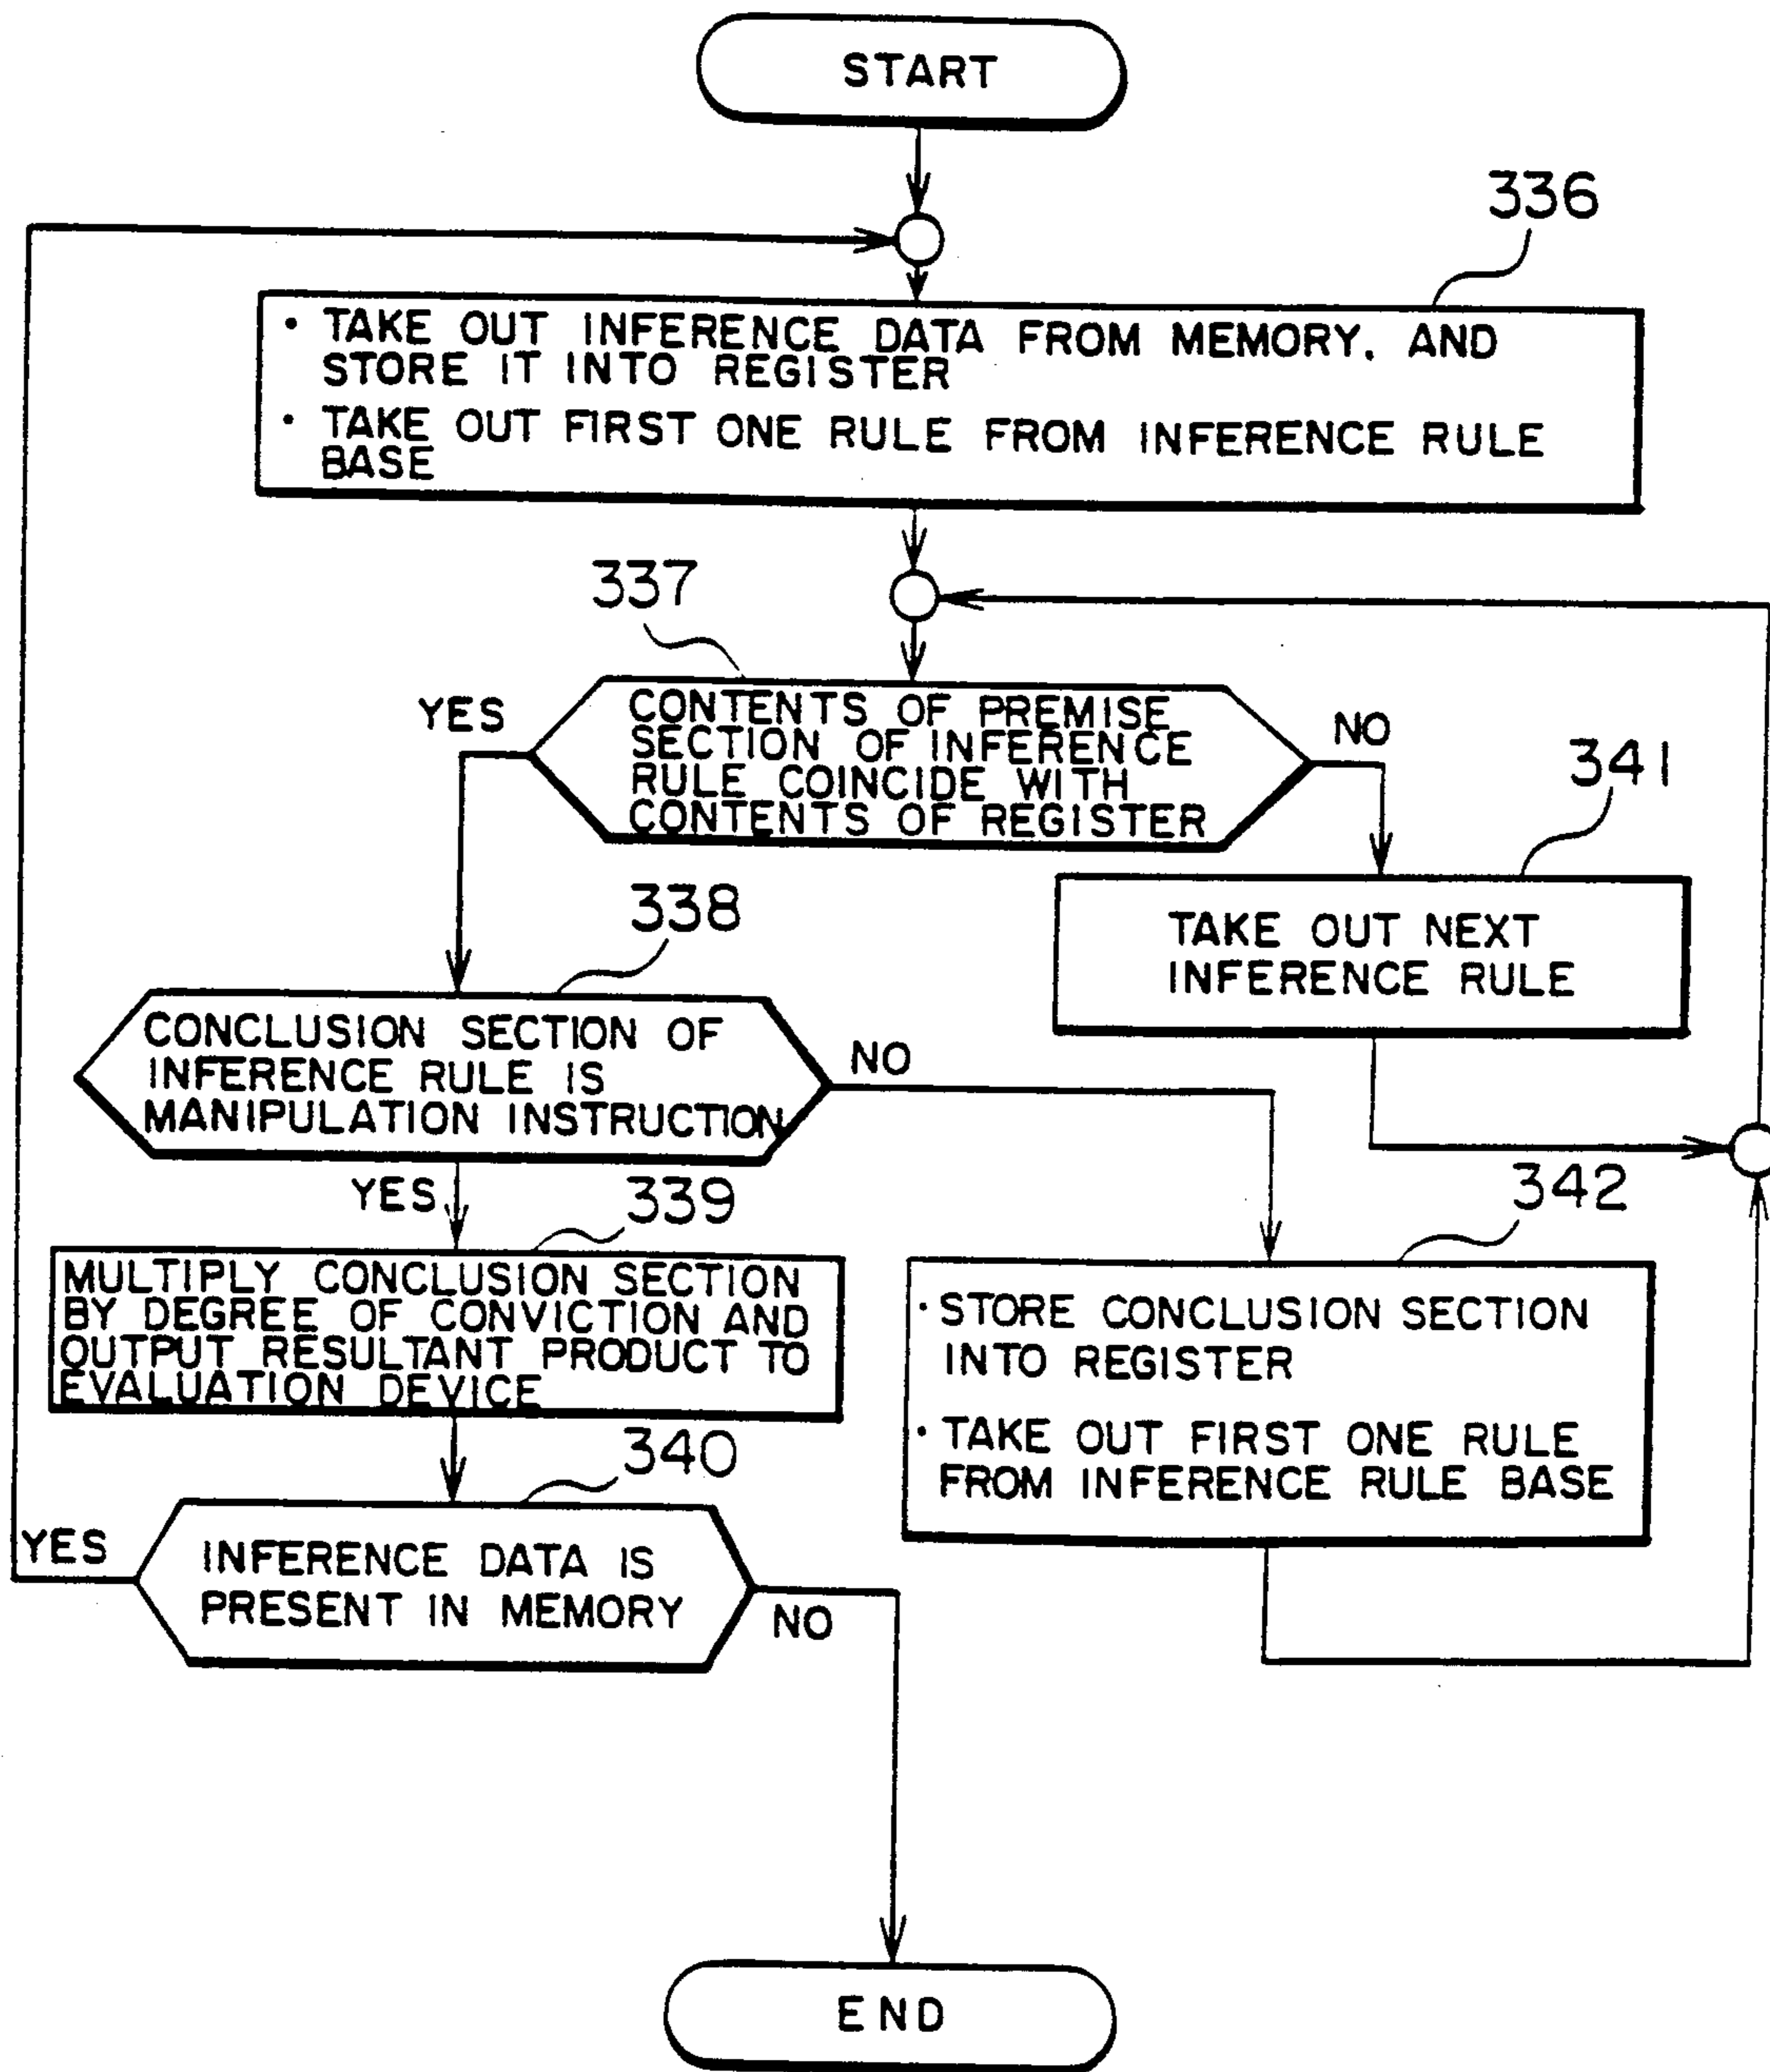 START
336
• TAKE OUT INFERENCE DATA FROM MEMORY, AND
STORE IT INTO REGISTER
• TAKE OUT FIRST ONE RULE FROM INFERENCE RULE
BASE
337
YES
CONTENTS OF PREMISE
SECTION OF INFERENCE
RULE COINCIDE WITH
CONTENTS OF REGISTER
NO
341
TAKE OUT NEXT
INFERENCE RULE
338
CONCLUSION SECTION OF
INFERENCE RULE IS
MANIPULATION INSTRUCTION
NO
YES
339
MULTIPLY CONCLUSION SECTION
BY DEGREE OF CONVICTION AND
OUTPUT RESULTANT PRODUCT TO
EVALUATION DEVICE
342
• STORE CONCLUSION SECTION
INTO REGISTER
• TAKE OUT FIRST ONE RULE
FROM INFERENCE RULE BASE
340
YES
INFERENCE DATA IS
PRESENT IN MEMORY
NO
END